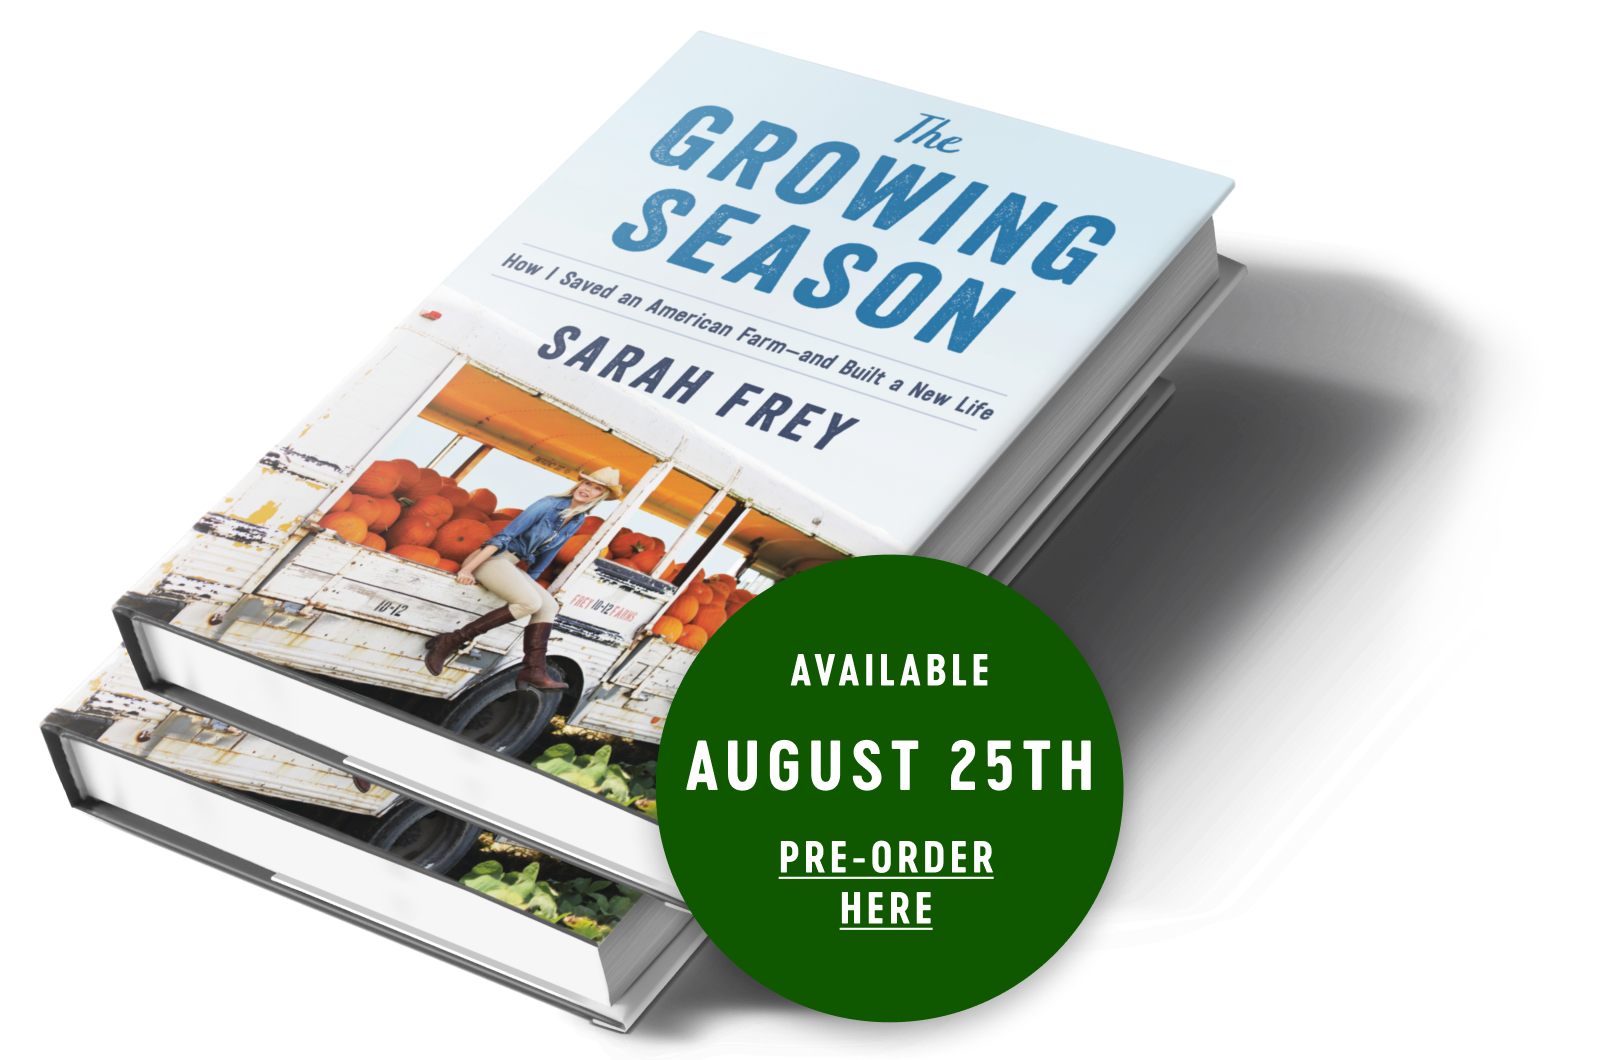 The
GROWING
SEASON
How I Saved an American Farm—and Built a New Life
SARAH FREY
10-12
FREY 10-12 FARMS
AVAILABLE
AUGUST 25TH
PRE-ORDER
HERE